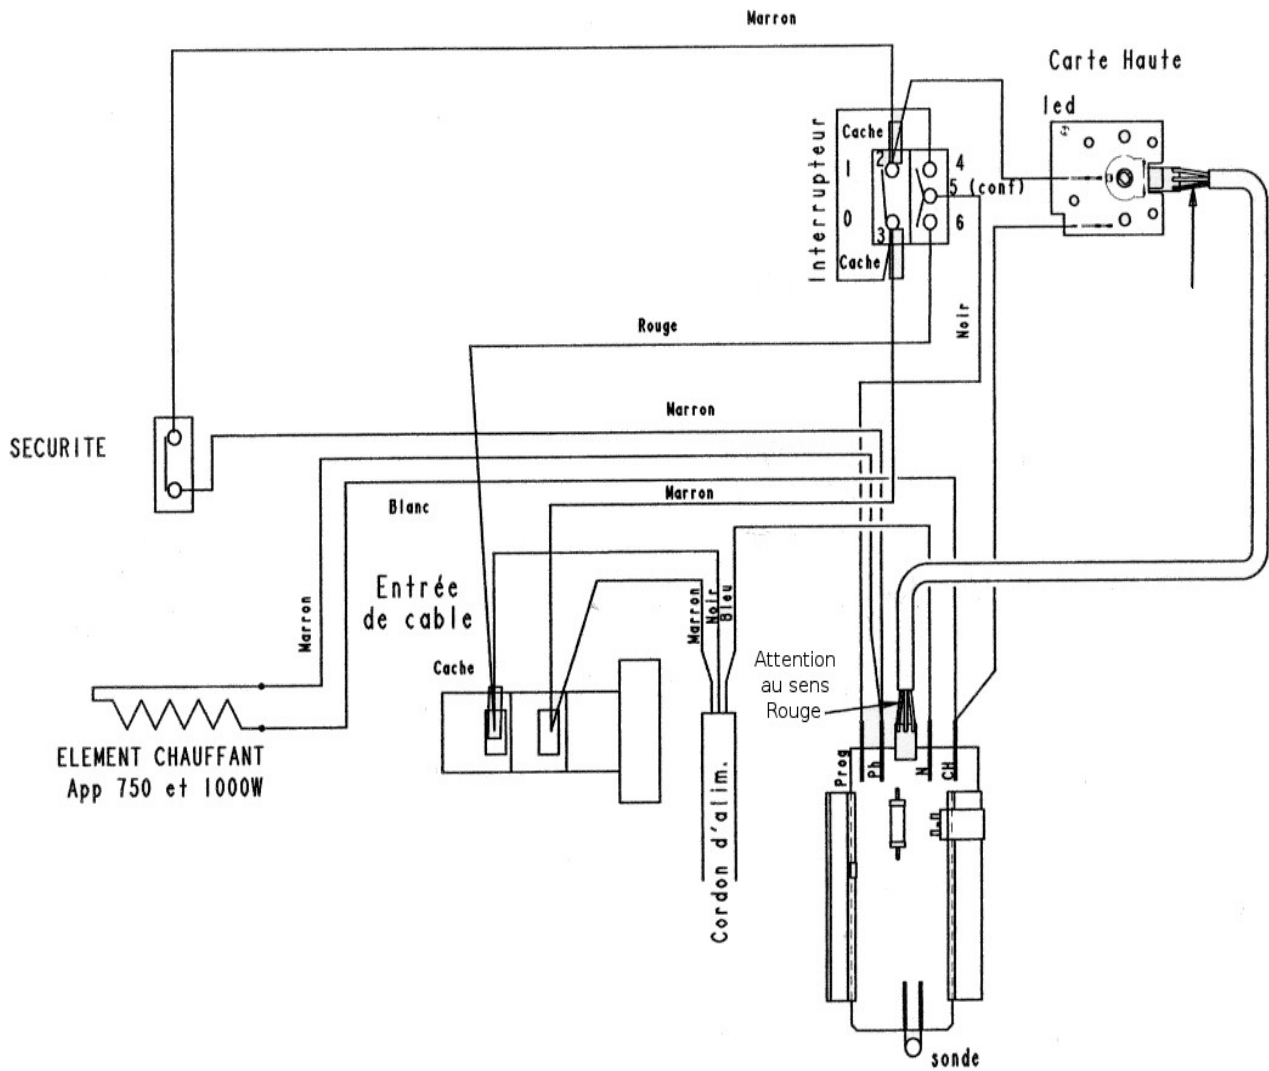 Marron
Carte Haute
led
Interrupteur
Cache
1
2
4
5 (conf)
0
3
6
Cache
Rouge
Noir
Marron
SÉCURITE
Marron
Blanc
Entrée
de cable
Marron
Noir
Bleu
Marron
Cache
Attention
au sens
Rouge
ELEMENT CHAUFFANT
App 750 et 1000W
Prog
Ph
N
CH
Cordon d'alim.
sonde